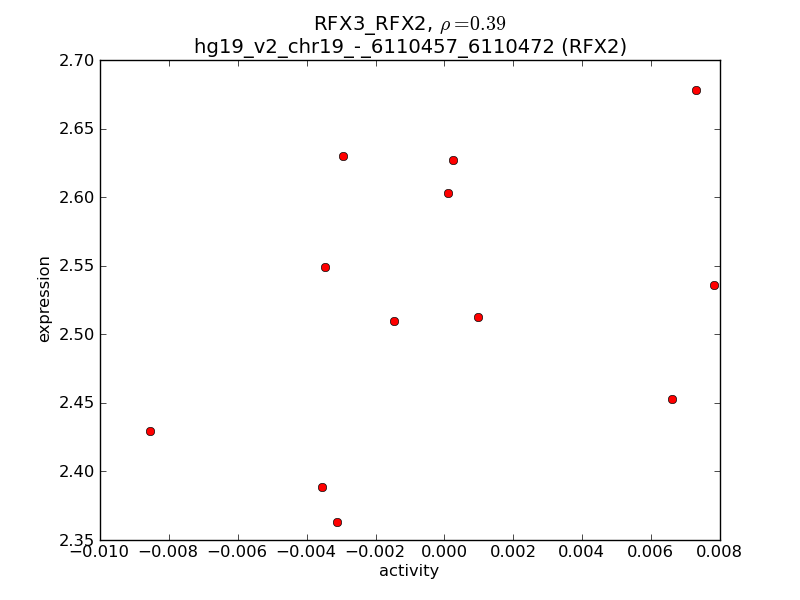 RFX3_RFX2, ρ=0.39
hg19_v2_chr19_-_6110457_6110472 (RFX2)
2.70
2.65
2.60
2.55
2.50
2.45
2.40
2.35
expression
−0.010 −0.008 −0.006 −0.004 −0.002 0.000 0.002 0.004 0.006 0.008
activity